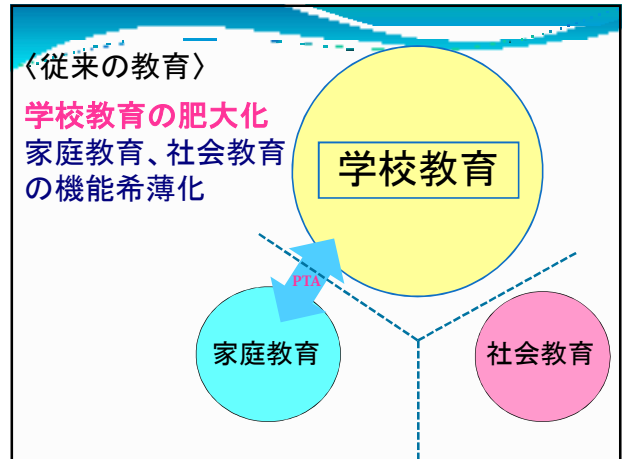 〈従来の教育〉
学校教育の肥大化
家庭教育、社会教育
の機能希薄化
学校教育
PTA
家庭教育
社会教育